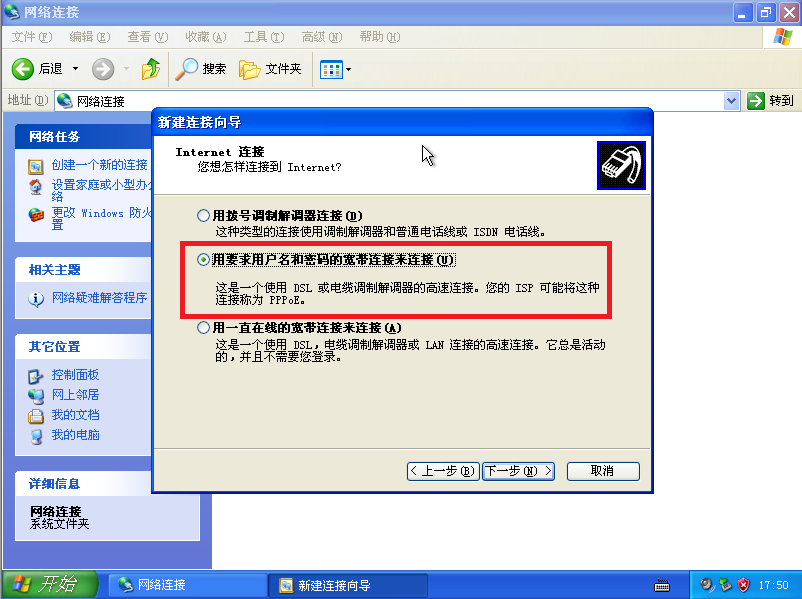 网络连接
文件(F) 编辑(E) 查看(V) 收藏(A) 工具(T) 高级(N) 帮助(H)
后退 搜索 文件夹
地址(D) 网络连接 转到
网络任务
创建一个新的连接
设置家庭或小型办
络
更改 Windows 防火
置
相关主题
网络疑难解答程序
其它位置
控制面板
网上邻居
我的文档
我的电脑
详细信息
网络连接
系统文件夹
新建连接向导
Internet 连接
您想怎样连接到 Internet?
用拨号调制解调器连接(D)
这种类型的连接使用调制解调器和普通电话线或 ISDN 电话线。
用要求用户名和密码的宽带连接来连接(U)
这是一个使用 DSL 或电缆调制解调器的高速连接。您的 ISP 可能将这种
连接称为 PPPoE。
用一直在线的宽带连接来连接(A)
这是一个使用 DSL，电缆调制解调器或 LAN 连接的高速连接。它总是活动
的，并且不需要您登录。
< 上一步(B) 下一步(N) > 取消
开始 网络连接 新建连接向导 17:50